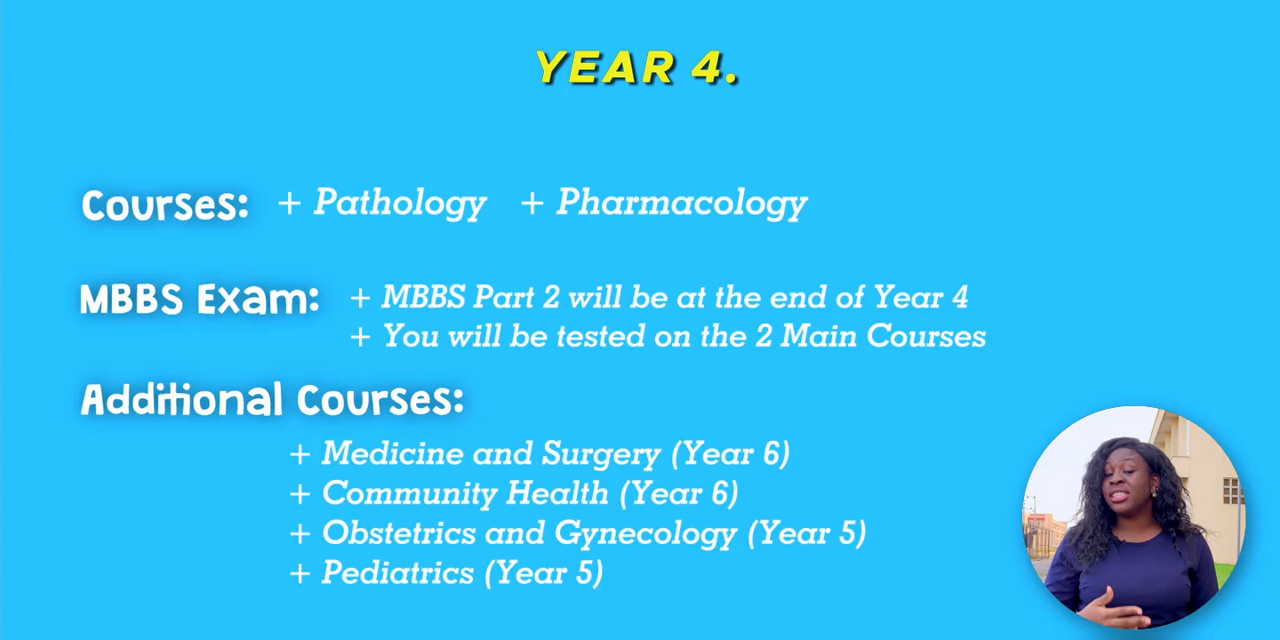 YEAR 4.
Courses: + Pathology + Pharmacology
MBBS Exam: + MBBS Part 2 will be at the end of Year 4
+ You will be tested on the 2 Main Courses
Additional Courses:
+ Medicine and Surgery (Year 6)
+ Community Health (Year 6)
+ Obstetrics and Gynecology (Year 5)
+ Pediatrics (Year 5)